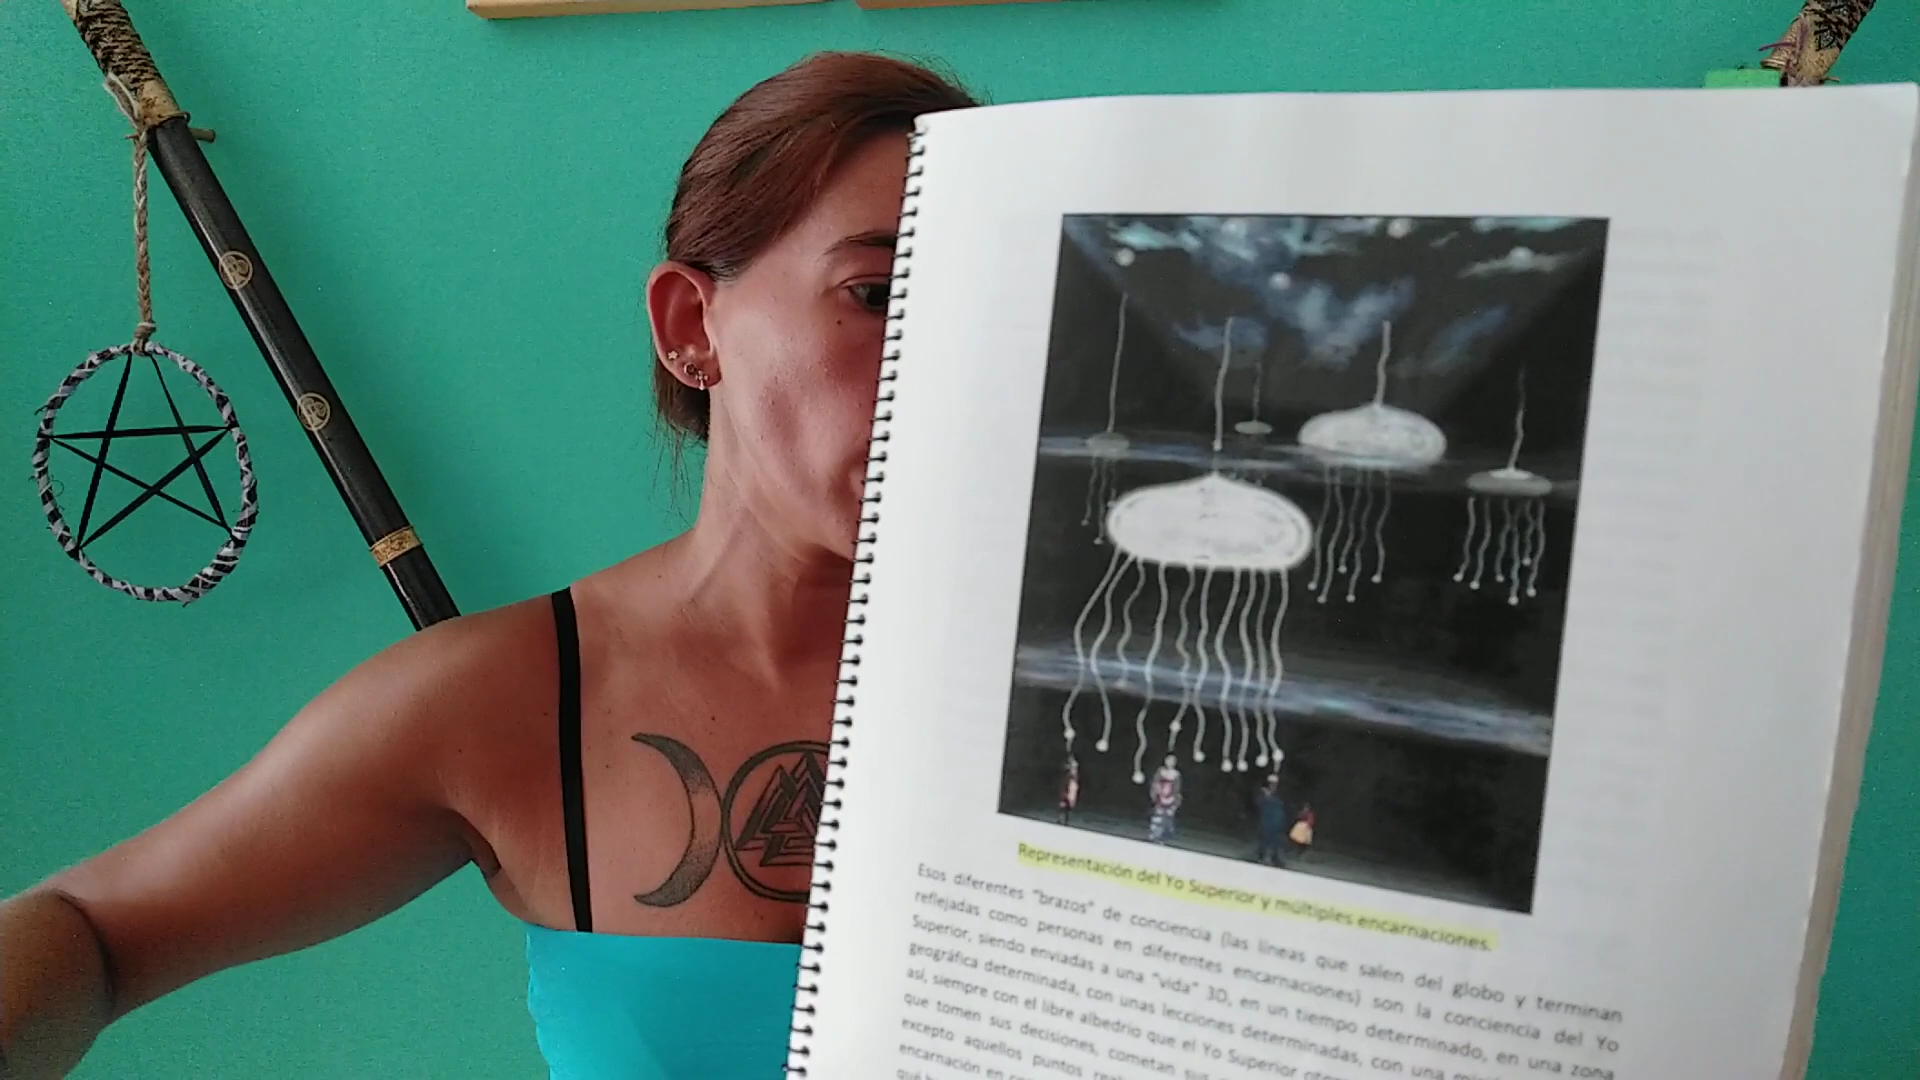 Representación del Yo Superior y múltiples encarnaciones.
Esos diferentes "brazos" de conciencia (las líneas que salen del globo y terminan
reflejadas como personas en diferentes encarnaciones) son la conciencia del Yo
Superior, siendo enviadas a una "vida" 3D, en un tiempo determinado, en una zona
geográfica determinada, con unas lecciones determinadas, con una
así, siempre con el libre albedrio que el Yo Superior
que tomen sus decisiones, cometan sus
excepto aquellos puntos
encarnación en